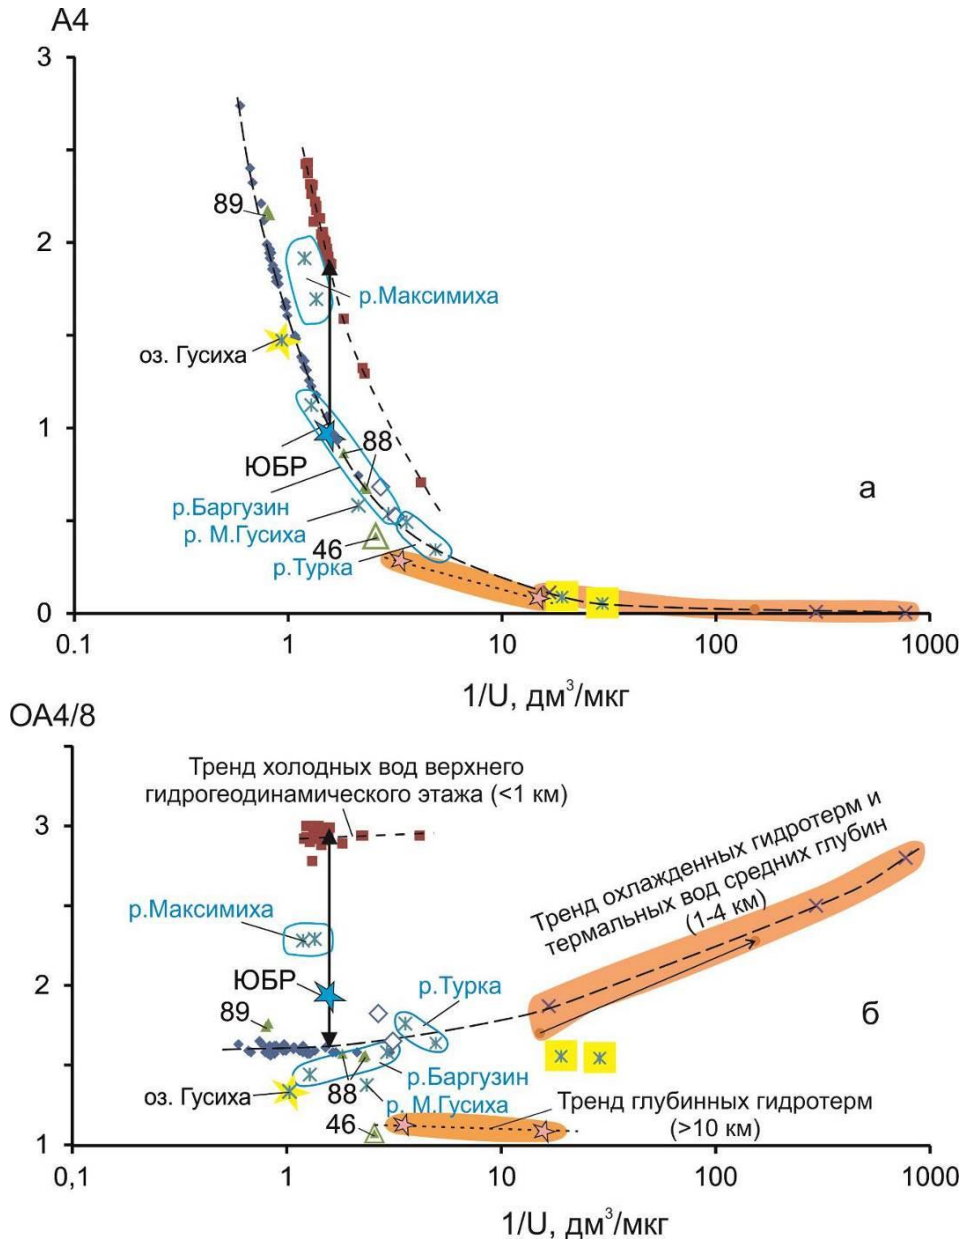 А4
3
89
2
р.Максимиха
оз. Гусиха
1
88
ЮБР
а
р.Баргузин
р. М.Гусиха
46
р.Турка
0
0.1
1
10
100
1000
1/U, дм³/мкг
ОА4/8
Тренд холодных вод верхнего
гидрогеодинамического этажа (<1 км)
3
Тренд охлажденных гидротерм и
термальных вод средних глубин
(1-4 км)
р.Максимиха
ЮБР
2
р.Турка
89
б
р.Баргузин
88
оз. Гусиха
р. М.Гусиха
Тренд глубинных гидротерм
(>10 км)
46
1
0,1
1
10
100
1000
1/U, дм³/мкг